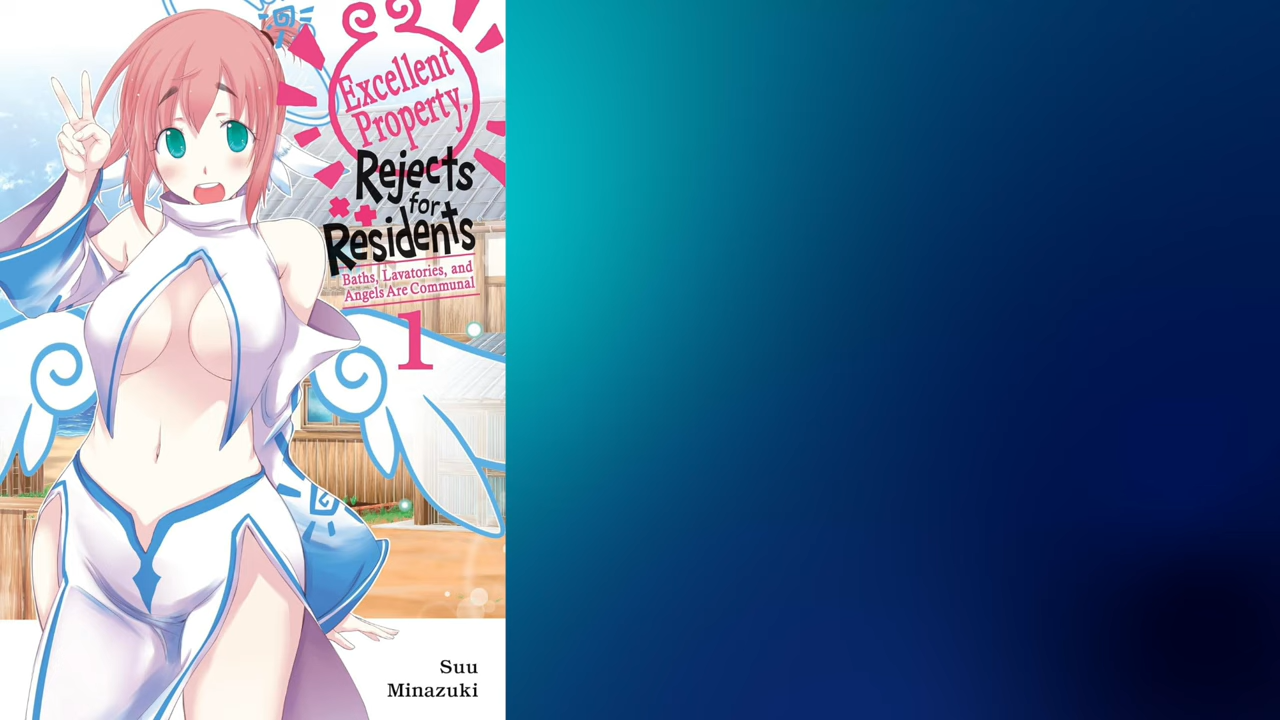 Excellent
Property,
Rejects
for
Residents
Baths, Lavatories, and
Angels Are Communal
1
Suu
Minazuki